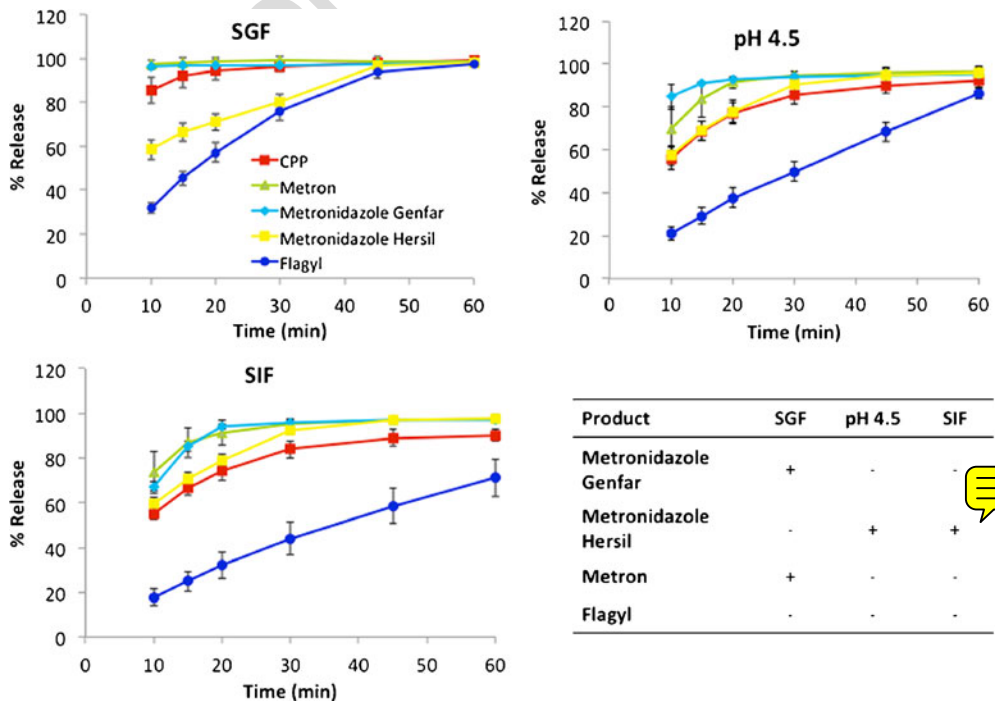 SGF
120
100
80
60
40
20
0
% Release
CPP
Metron
Metronidazole Genfar
Metronidazole Hersil
Flagyl
0 10 20 30 40 50 60
Time (min)
pH 4.5
120
100
80
60
40
20
0
% Release
0 10 20 30 40 50 60
Time (min)
SIF
120
100
80
60
40
20
0
% Release
0 10 20 30 40 50 60
Time (min)
Product SGF pH 4.5 SIF
Metronidazole
Genfar + - -
Metronidazole
Hersil - + +
Metron + - -
Flagyl - - -